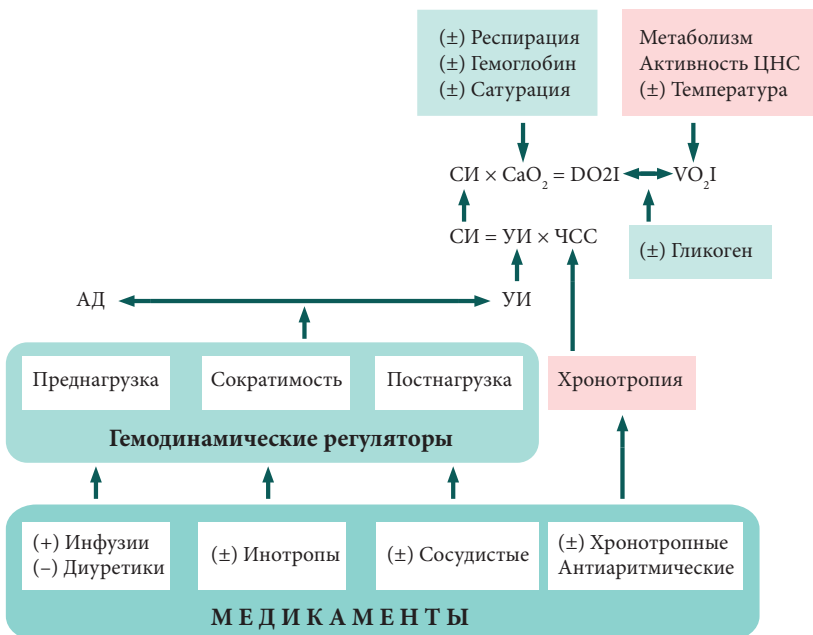 (±) Респирация
(±) Гемоглобин
(±) Сатурация
Метаболизм
Активность ЦНС
(±) Температура
СИ × CaO₂ = DO2I
VO₂I
СИ = УИ × ЧСС
(±) Гликоген
АД
УИ
Преднагрузка
Сократимость
Постнагрузка
Хронотропия
Гемодинамические регуляторы
(+) Инфузии
(–) Диуретики
(±) Инотропы
(±) Сосудистые
(±) Хронотропные
Антиаритмические
МЕДИКАМЕНТЫ